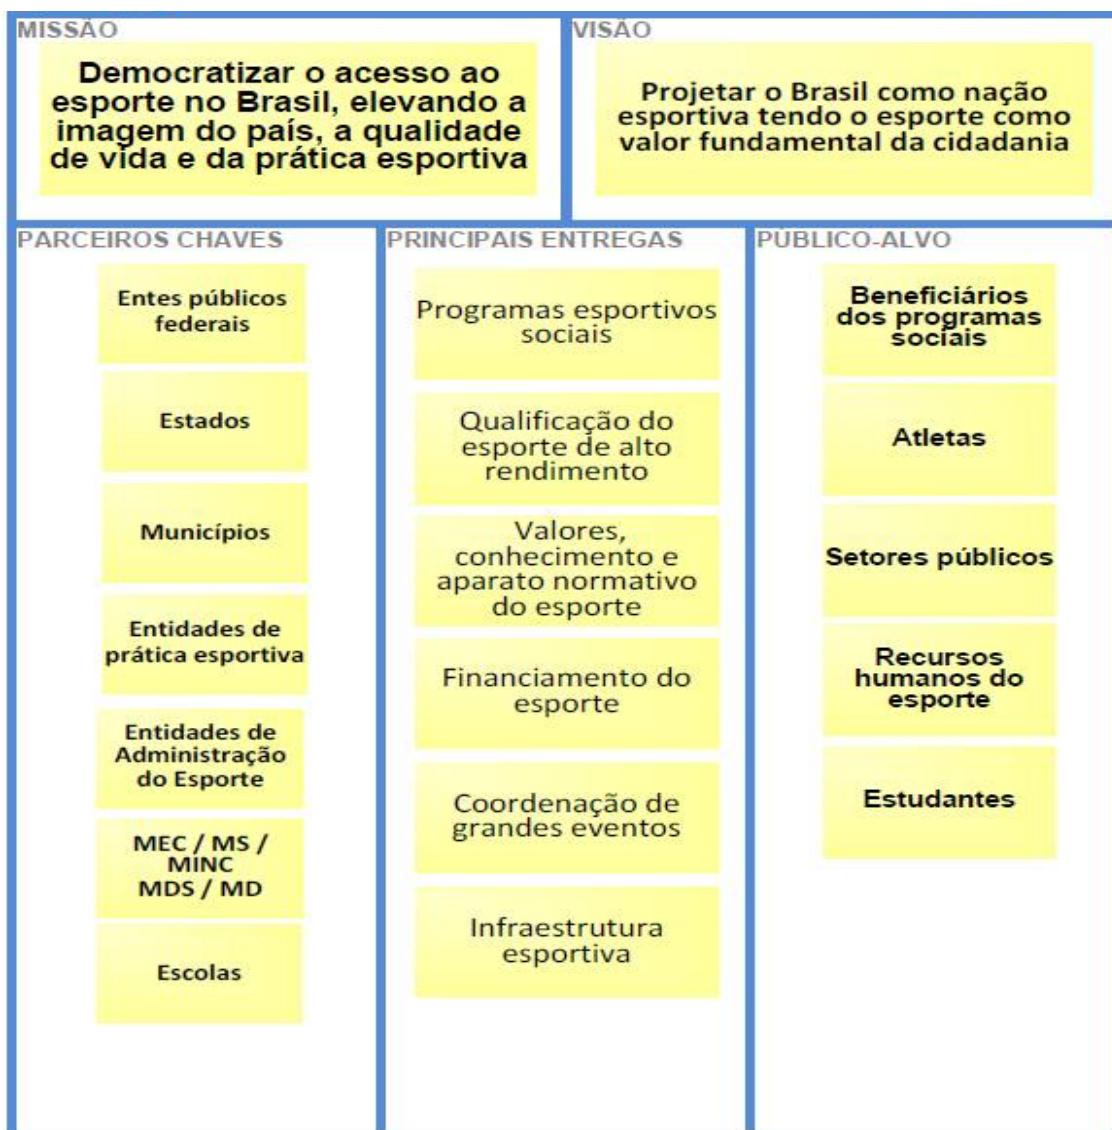 MISSÃO
Democratizar o acesso ao
esporte no Brasil, elevando a
imagem do país, a qualidade
de vida e da prática esportiva
VISÃO
Projetar o Brasil como nação
esportiva tendo o esporte como
valor fundamental da cidadania
PARCEIROS CHAVES
Entes públicos
federais
Estados
Municípios
Entidades de
prática esportiva
Entidades de
Administração
do Esporte
MEC / MS /
MINC
MDS / MD
Escolas
PRINCIPAIS ENTREGAS
Programas esportivos
sociais
Qualificação do
esporte de alto
rendimento
Valores,
conhecimento e
aparato normativo
do esporte
Financiamento do
esporte
Coordenação de
grandes eventos
Infraestrutura
esportiva
PÚBLICO-ALVO
Beneficiários
dos programas
sociais
Atletas
Setores públicos
Recursos
humanos do
esporte
Estudantes